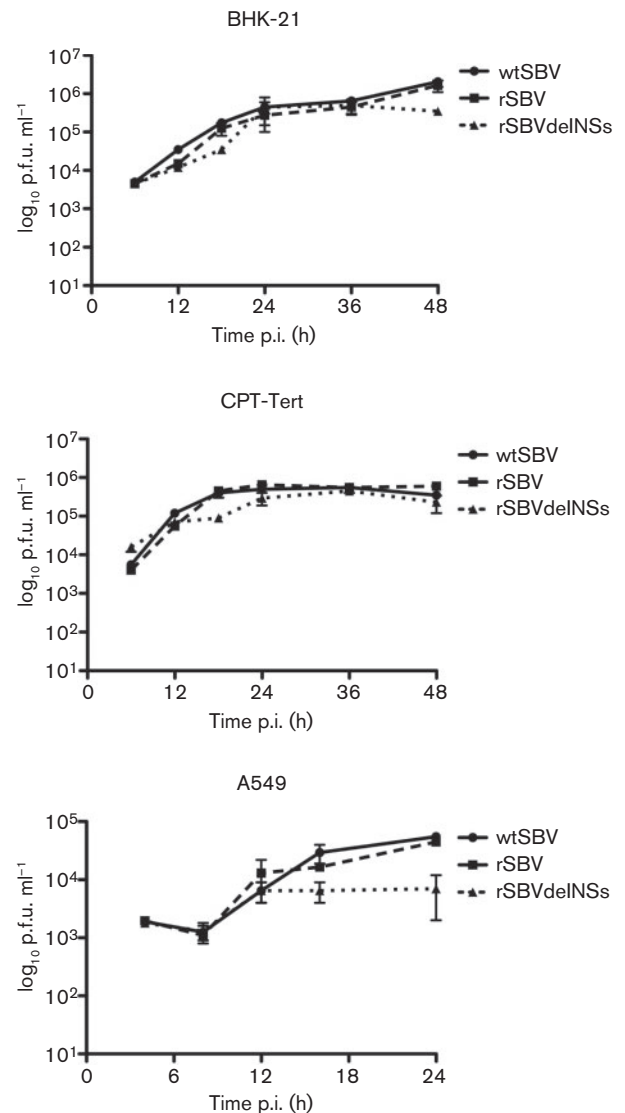 BHK-21
10⁷
10⁶
10⁵
10⁴
10³
10²
10¹
log₁₀ p.f.u. ml⁻¹
0 12 24 36 48
Time p.i. (h)
wtSBV
rSBV
rSBVdelNSs
CPT-Tert
10⁷
10⁶
10⁵
10⁴
10³
10²
10¹
log₁₀ p.f.u. ml⁻¹
0 12 24 36 48
Time p.i. (h)
wtSBV
rSBV
rSBVdelNSs
A549
10⁵
10⁴
10³
10²
10¹
log₁₀ p.f.u. ml⁻¹
0 6 12 18 24
Time p.i. (h)
wtSBV
rSBV
rSBVdelNSs